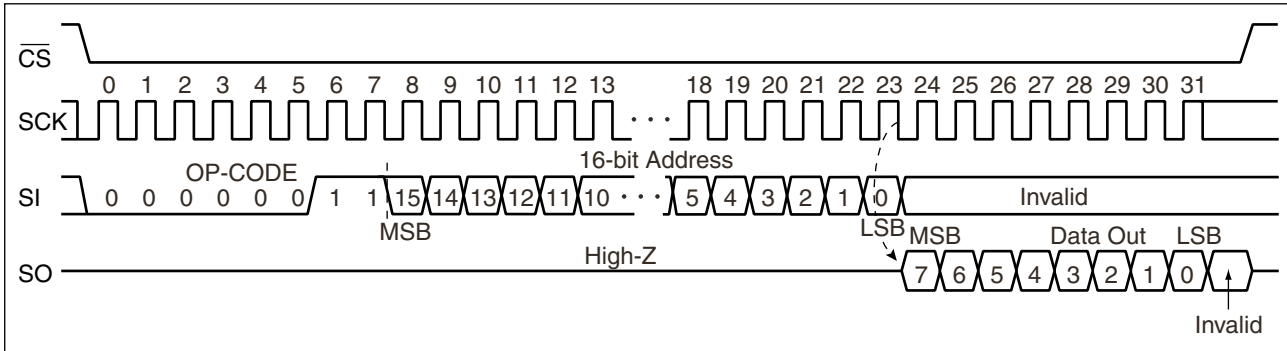 CS
0 1 2 3 4 5 6 7 8 9 10 11 12 13 18 19 20 21 22 23 24 25 26 27 28 29 30 31
SCK
· · ·
OP-CODE 16-bit Address
SI 0 0 0 0 0 0 1 1 15 14 13 12 11 10 · · · 5 4 3 2 1 0 Invalid
MSB LSB
High-Z MSB Data Out LSB
SO 7 6 5 4 3 2 1 0
Invalid